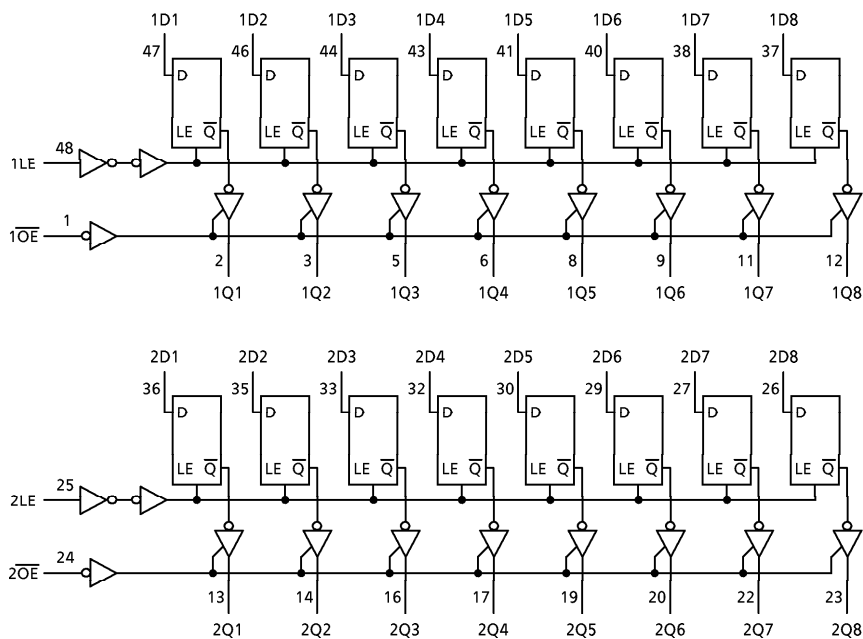 1D1 1D2 1D3 1D4 1D5 1D6 1D7 1D8
47 46 44 43 41 40 38 37
D D D D D D D D
LE Q̅ LE Q̅ LE Q̅ LE Q̅ LE Q̅ LE Q̅ LE Q̅ LE Q̅
1LE 48
1O̅E̅ 1
2 3 5 6 8 9 11 12
1Q1 1Q2 1Q3 1Q4 1Q5 1Q6 1Q7 1Q8
2D1 2D2 2D3 2D4 2D5 2D6 2D7 2D8
36 35 33 32 30 29 27 26
D D D D D D D D
LE Q̅ LE Q̅ LE Q̅ LE Q̅ LE Q̅ LE Q̅ LE Q̅ LE Q̅
2LE 25
2O̅E̅ 24
13 14 16 17 19 20 22 23
2Q1 2Q2 2Q3 2Q4 2Q5 2Q6 2Q7 2Q8